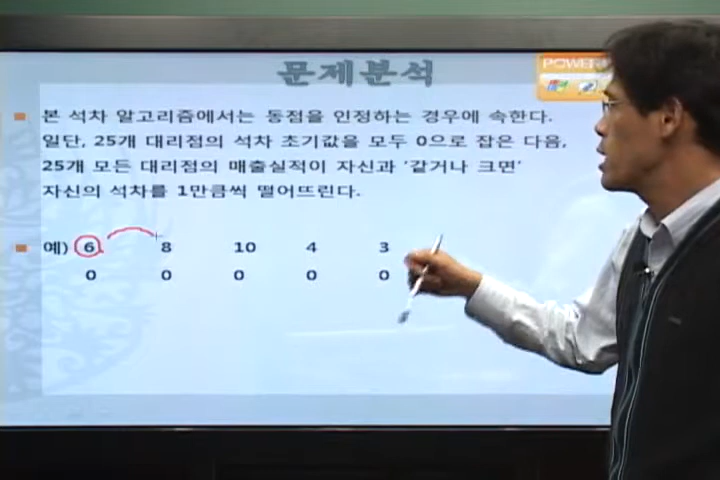 문제분석
POWER
본 석차 알고리즘에서는 동점을 인정하는 경우에 속한다.
일단, 25개 대리점의 석차 초기값을 모두 0으로 잡은 다음,
25개 모든 대리점의 매출실적이 자신과 '같거나 크면'
자신의 석차를 1만큼씩 떨어뜨린다.
예) 6 8 10 4 3
0 0 0 0 0